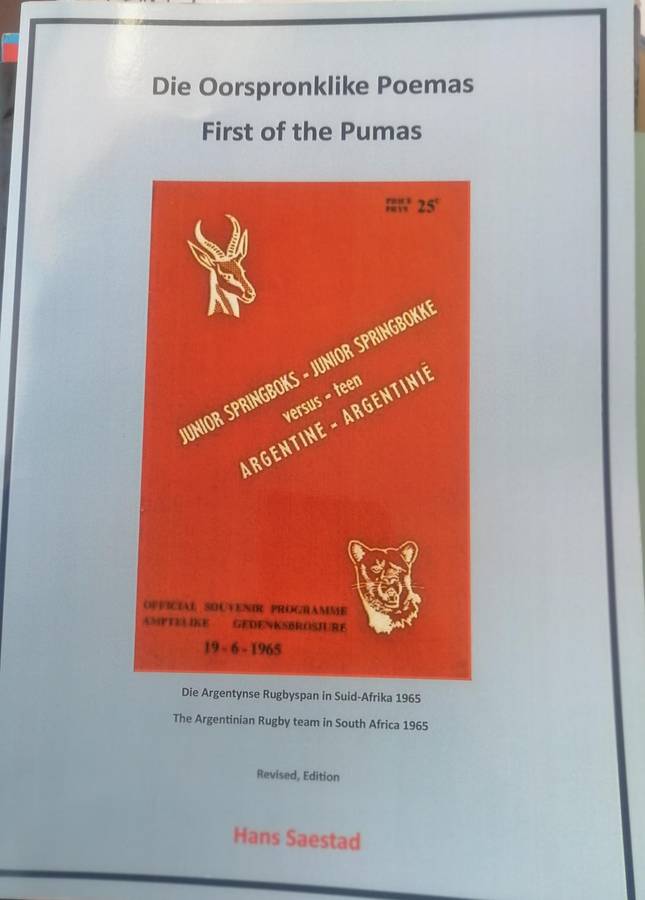 Die Oorspronklike Poemas
First of the Pumas
PRICE
PRYS 25c
JUNIOR SPRINGBOKS - JUNIOR SPRINGBOKKE
versus - teen
ARGENTINE - ARGENTINIË
OFFICIAL SOUVENIR PROGRAMME
AMPTELIKE GEDENKSBROSJURE
19-6-1965
Die Argentynse Rugbyspan in Suid-Afrika 1965
The Argentinian Rugby team in South Africa 1965
Revised, Edition
Hans Saestad